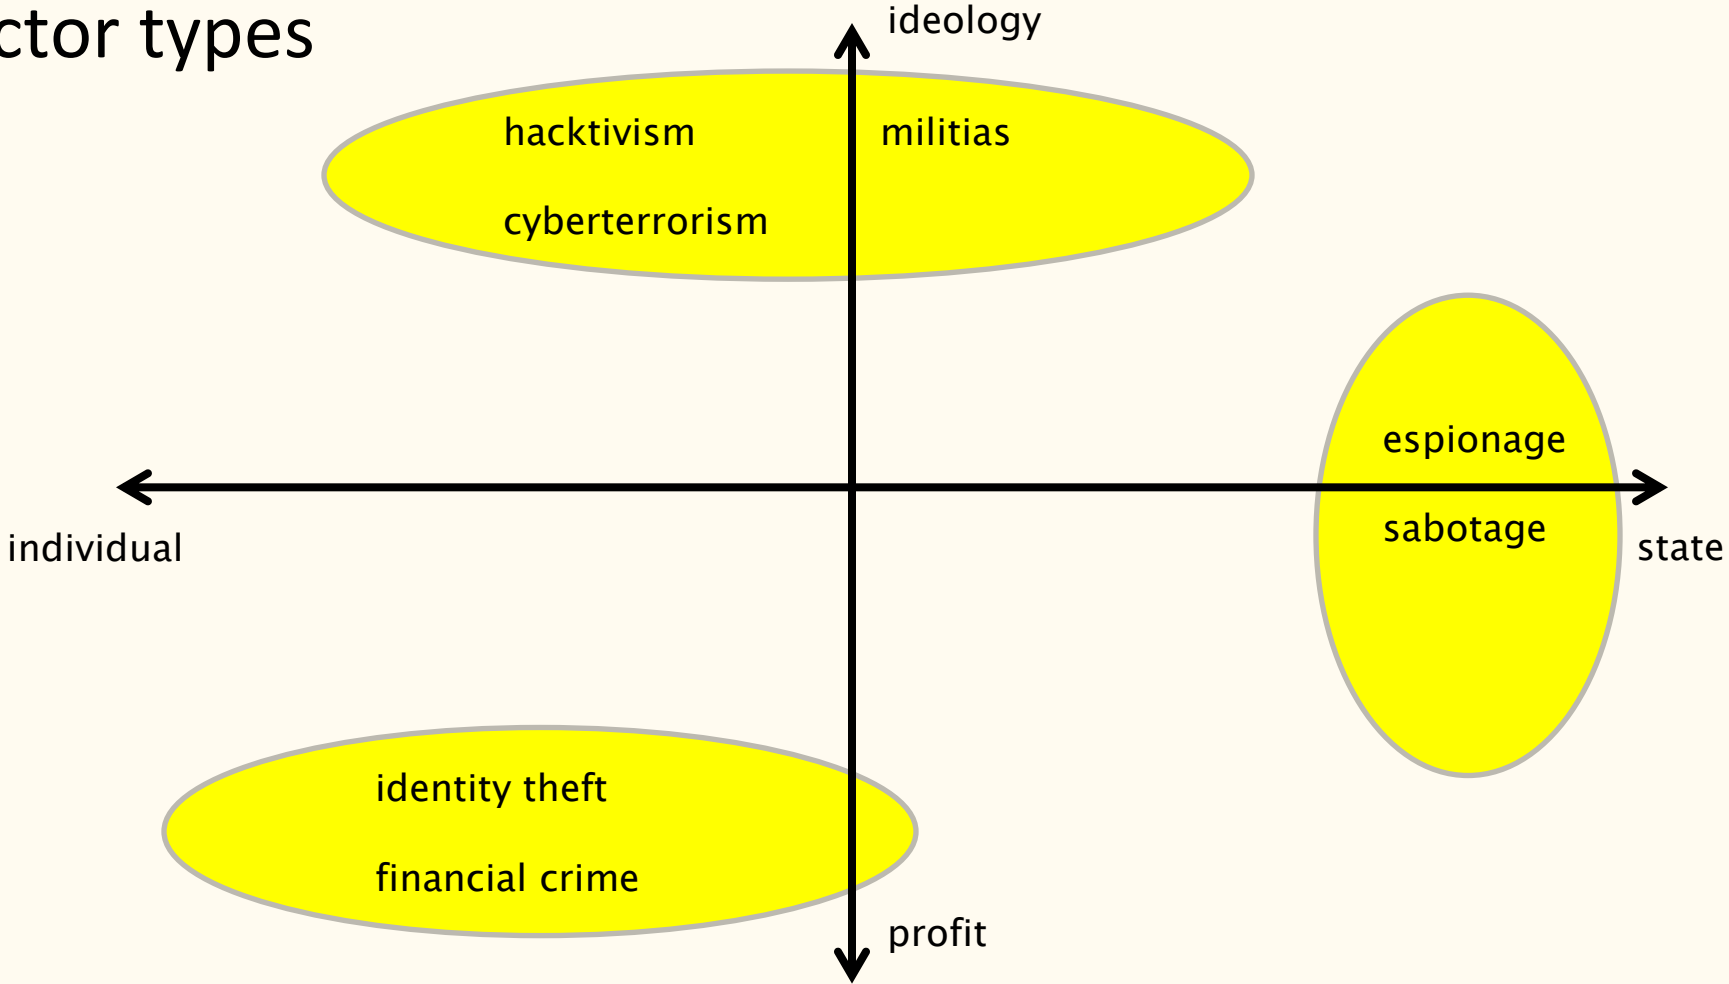 ctor types
ideology
hacktivism
militias
cyberterrorism
espionage
sabotage
individual
state
identity theft
financial crime
profit